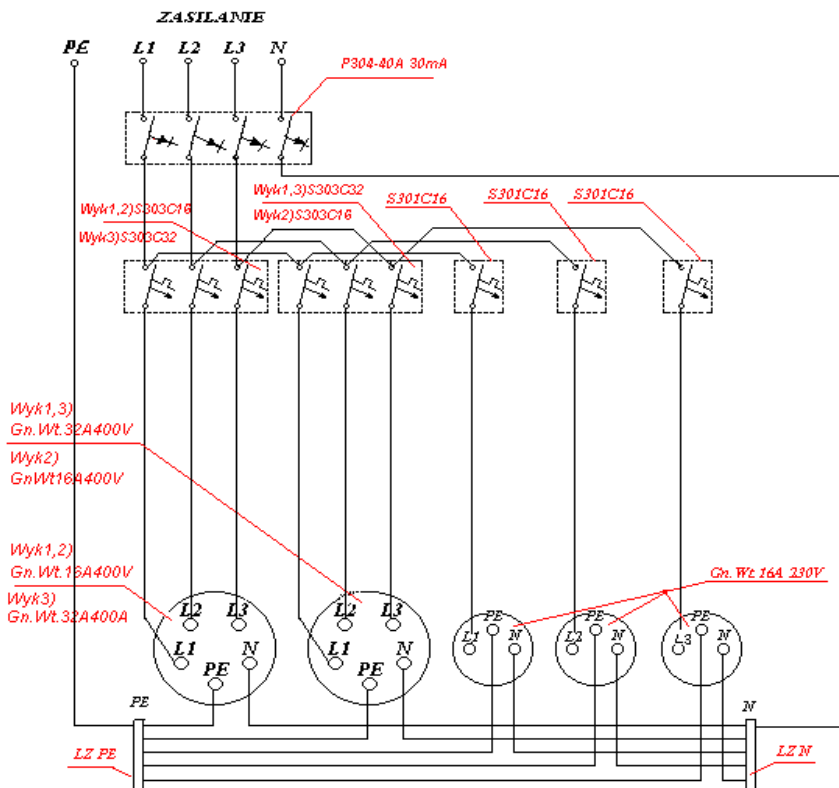 ZASILANIE
PE L1 L2 L3 N
P304-40A 30mA
Wyk1,2)S303C16
Wyk3)S303C32
Wyk1,3)S303C32
Wyk2)S303C16
S301C16
S301C16
S301C16
Wyk1,3)
Gn.Wt.32A400V
Wyk2)
GnWt16A400V
Wyk1,2)
Gn.Wt.16A400V
Wyk3)
Gn.Wt.32A400A
Gn.Wt 16A 230V
L2 L3
L1 N
PE
L2 L3
L1 N
PE
PE
L1 N
PE
L2 N
PE
L3 N
PE
N
LZ PE
LZ N